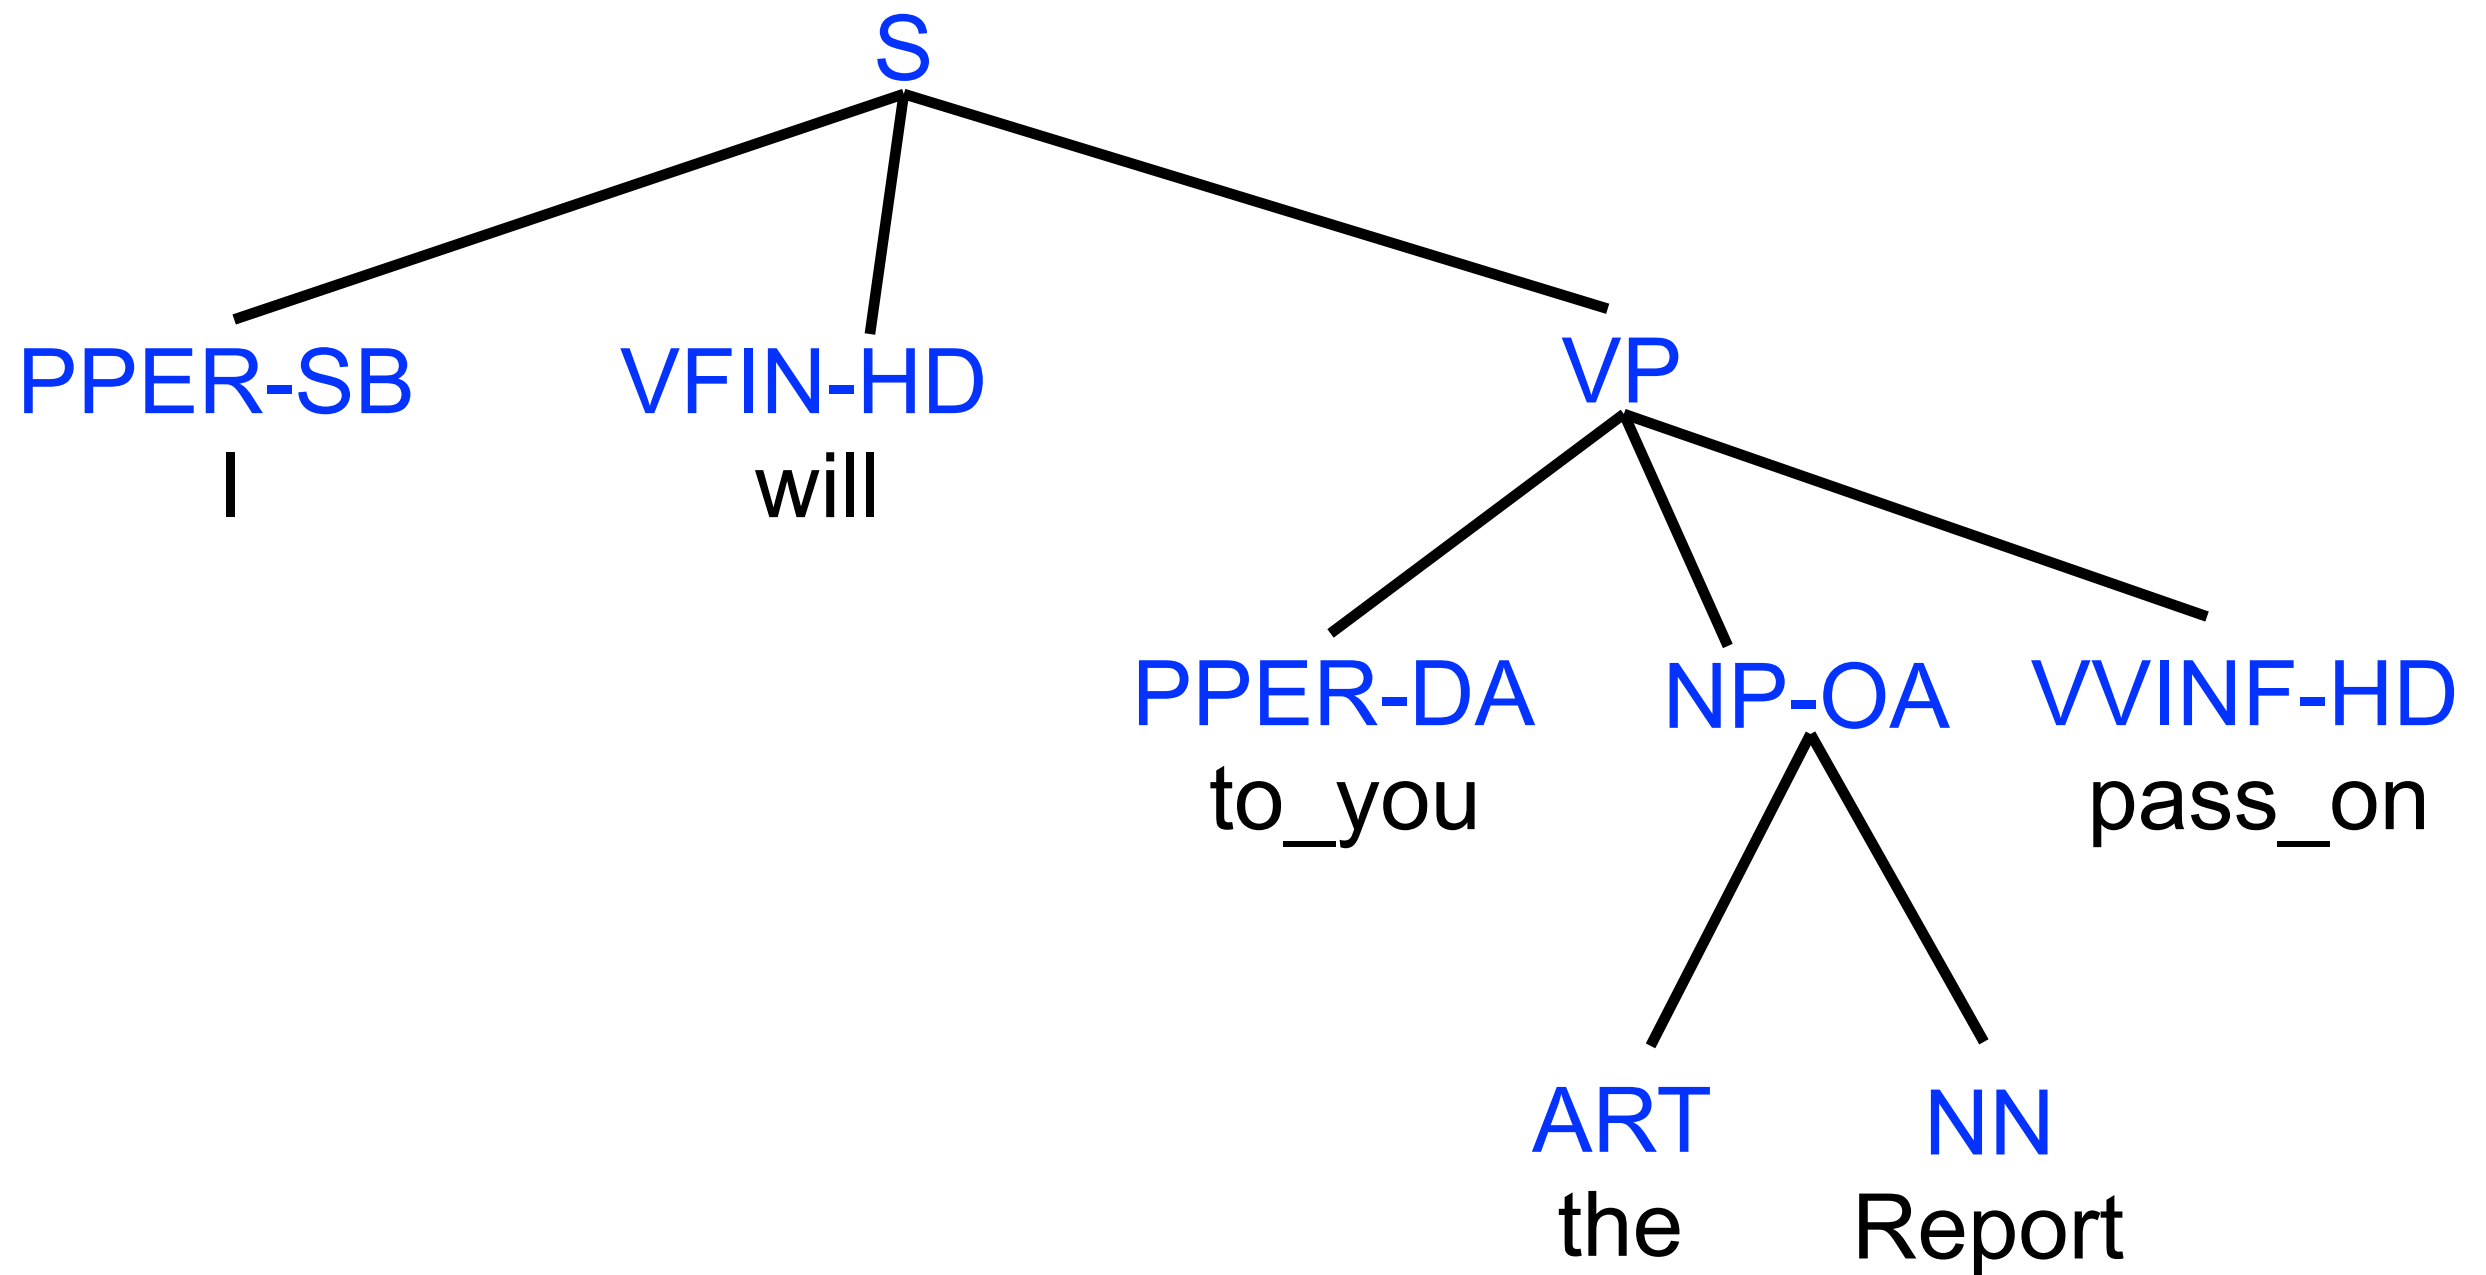 S
PPER-SB VFIN-HD VP
I will
PPER-DA NP-OA VVINF-HD
to_you pass_on
ART NN
the Report